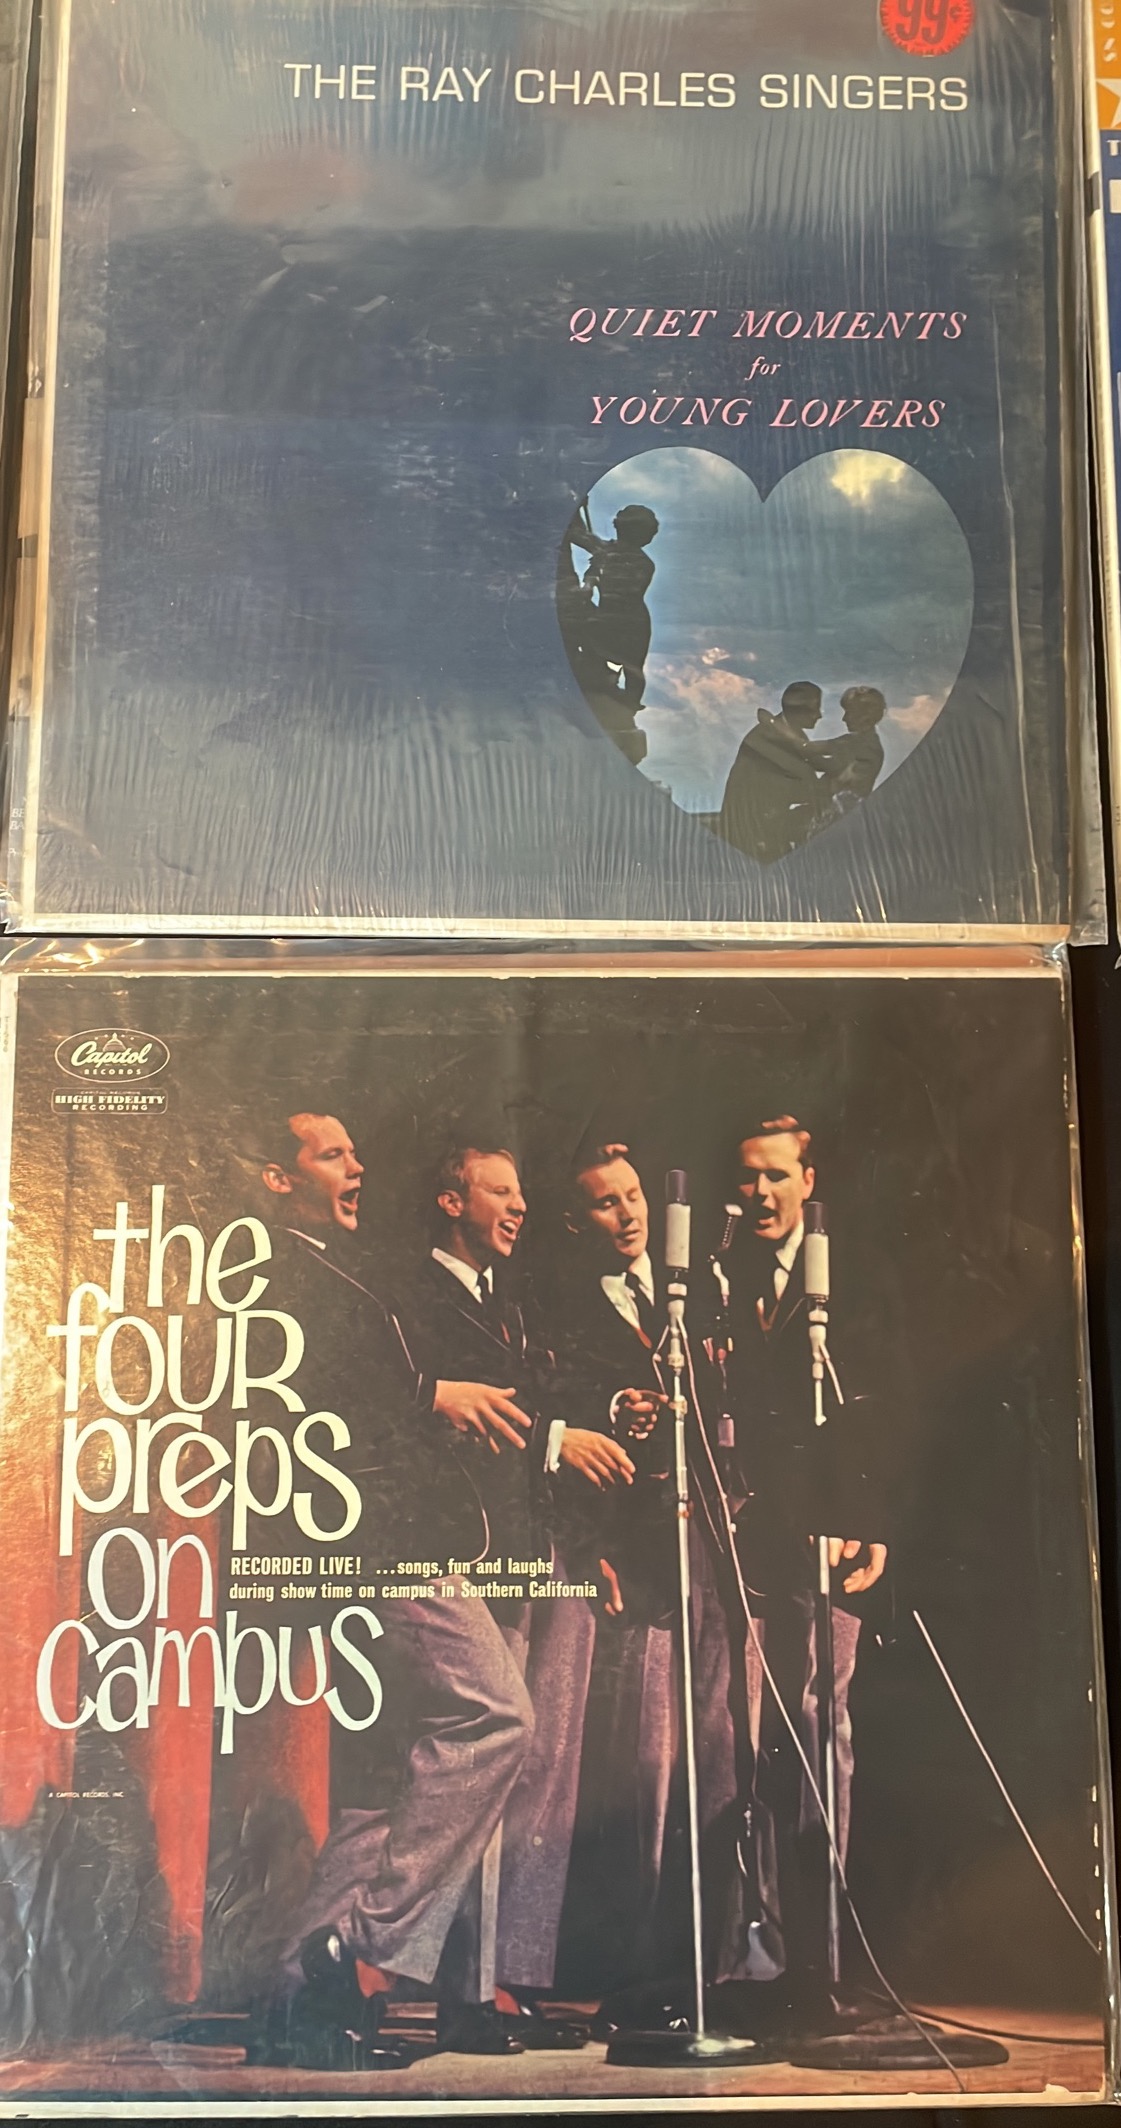 99¢
THE RAY CHARLES SINGERS
QUIET MOMENTS
for
YOUNG LOVERS
Capitol
RECORDS
HIGH FIDELITY
RECORDING
the
four
preps
on
campus
RECORDED LIVE! ...songs, fun and laughs
during show time on campus in Southern California